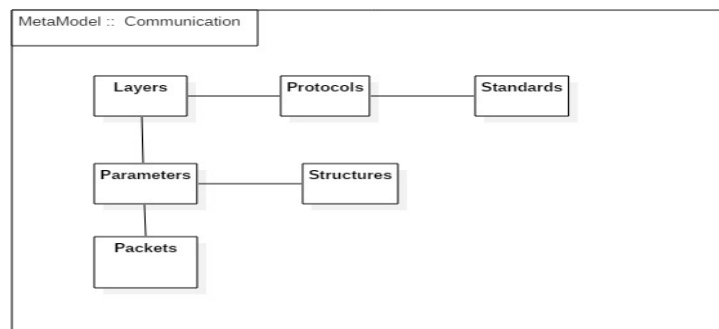 MetaModel :: Communication
Layers
Protocols
Standards
Parameters
Structures
Packets